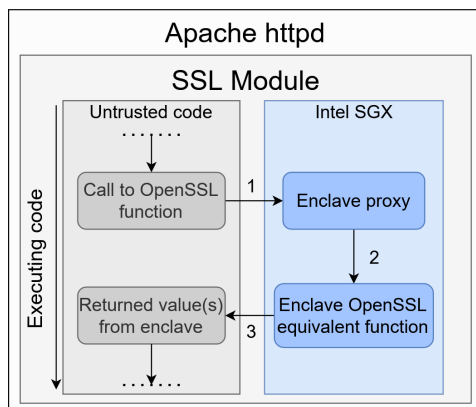 Apache httpd
SSL Module
Untrusted code
Intel SGX
.......
Call to OpenSSL
function
1
Enclave proxy
2
Executing code
Returned value(s)
from enclave
3
Enclave OpenSSL
equivalent function
.......